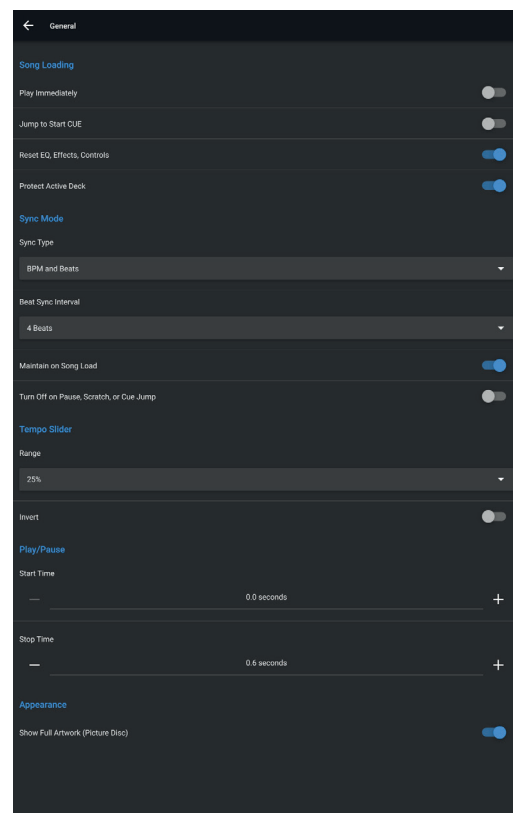 General
Song Loading
Play Immediately
Jump to Start CUE
Reset EQ, Effects, Controls
Protect Active Deck
Sync Mode
Sync Type
BPM and Beats
Beat Sync Interval
4 Beats
Maintain on Song Load
Turn Off on Pause, Scratch, or Cue Jump
Tempo Slider
Range
25%
Invert
Play/Pause
Start Time
0.0 seconds
Stop Time
0.6 seconds
Appearance
Show Full Artwork (Picture Disc)